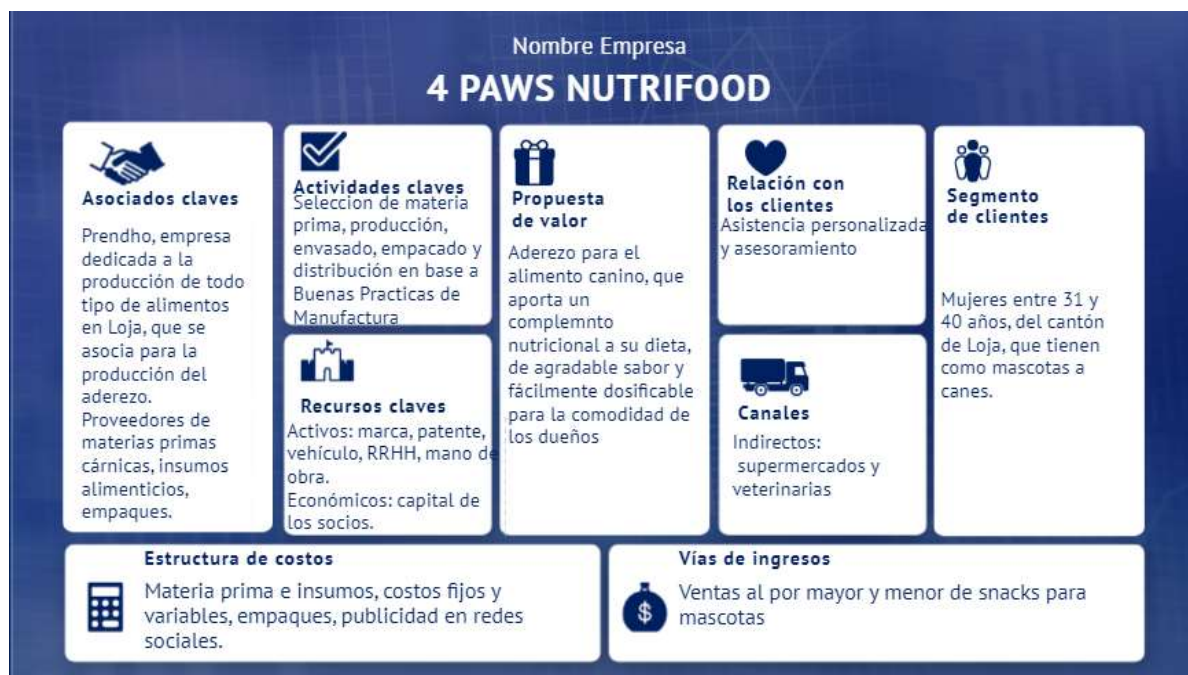 Nombre Empresa
4 PAWS NUTRIFOOD
Asociados claves
Prendho, empresa
dedicada a la
producción de todo
tipo de alimentos
en Loja, que se
asocia para la
producción del
aderezo.
Proveedores de
materias primas
cárnicas, insumos
alimenticios,
empaques.
Actividades claves
Seleccion de materia
prima, producción,
envasado, empacado y
distribución en base a
Buenas Practicas de
Manufactura
Recursos claves
Activos: marca, patente,
vehículo, RRHH, mano de
obra.
Económicos: capital de
los socios.
Propuesta
de valor
Aderezo para el
alimento canino, que
aporta un
complemnto
nutricional a su dieta,
de agradable sabor y
fácilmente dosificable
para la comodidad de
los dueños
Relación con
los clientes
Asistencia personalizada
y asesoramiento
Canales
Indirectos:
supermercados y
veterinarias
Segmento
de clientes
Mujeres entre 31 y
40 años, del cantón
de Loja, que tienen
como mascotas a
canes.
Estructura de costos
Materia prima e insumos, costos fijos y
variables, empaques, publicidad en redes
sociales.
Vías de ingresos
$
Ventas al por mayor y menor de snacks para
mascotas